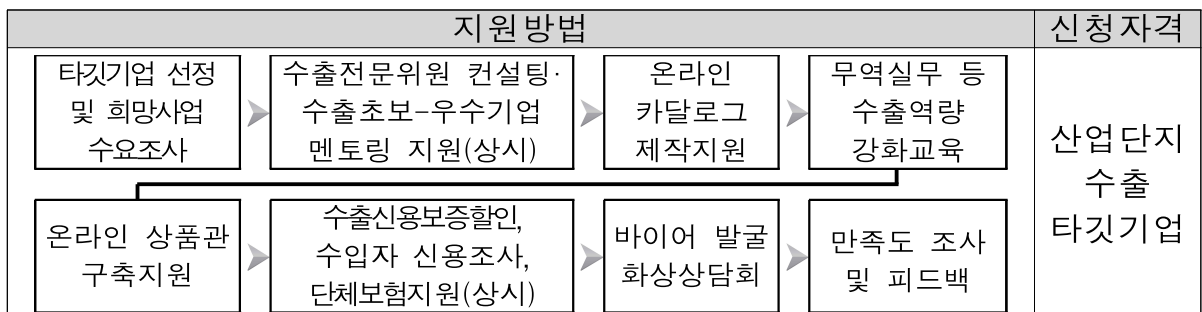 지원방법
신청자격
타깃기업 선정
및 희망사업
수요조사
수출전문위원 컨설팅·
수출초보-우수기업
멘토링 지원(상시)
온라인
카달로그
제작지원
무역실무 등
수출역량
강화교육
온라인 상품관
구축지원
수출신용보증할인,
수입자 신용조사,
단체보험지원(상시)
바이어 발굴
화상상담회
만족도 조사
및 피드백
산업단지
수출
타깃기업